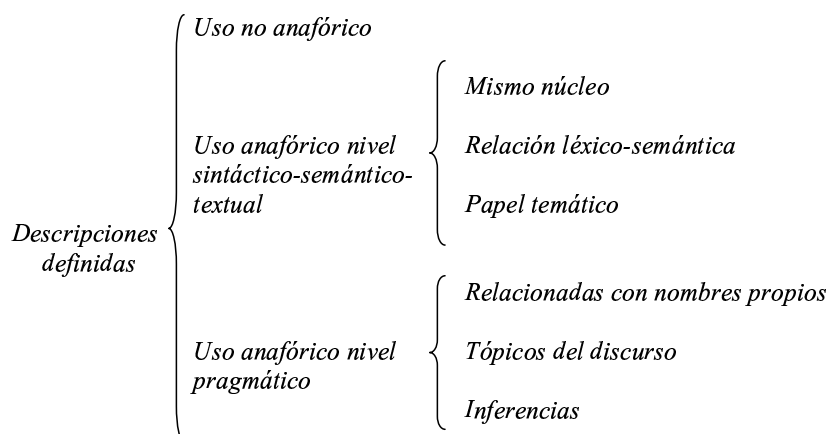 Uso no anafórico
Mismo núcleo
Uso anafórico nivel
sintáctico-semántico-
textual
Relación léxico-semántica
Papel temático
Descripciones
definidas
Relacionadas con nombres propios
Uso anafórico nivel
pragmático
Tópicos del discurso
Inferencias